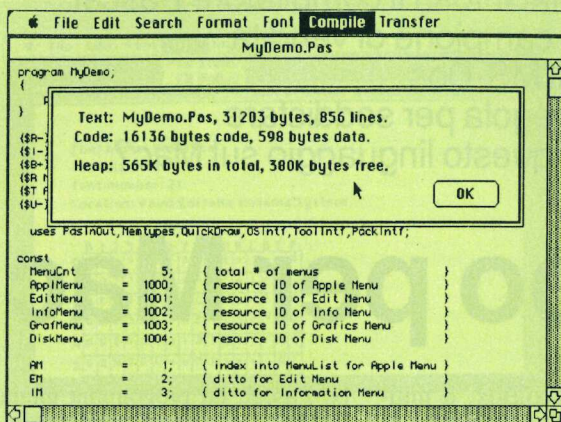 File Edit Search Format Font Compile Transfer
MyDemo.Pas
program MyDemo;
{
}
Text: MyDemo.Pas, 31203 bytes, 856 lines.
Code: 16136 bytes code, 598 bytes data.
Heap: 565K bytes in total, 380K bytes free.
OK
{$R-}
{$I-}
{$B+}
{$R M
{$T A
{$U-}
uses PasInOut,Memtypes,QuickDraw,OSIntf,ToolIntf,PackIntf;
const
MenuCnt = 5; { total # of menus }
ApplMenu = 1000; { resource ID of Apple Menu }
EditMenu = 1001; { resource ID of Edit Menu }
InfoMenu = 1002; { resource ID of Info Menu }
GrafMenu = 1003; { resource ID of Grafics Menu }
DiskMenu = 1004; { resource ID of Disk Menu }
AM = 1; { index into MenuList for Apple Menu }
EM = 2; { ditto for Edit Menu }
IM = 3; { ditto for Information Menu }